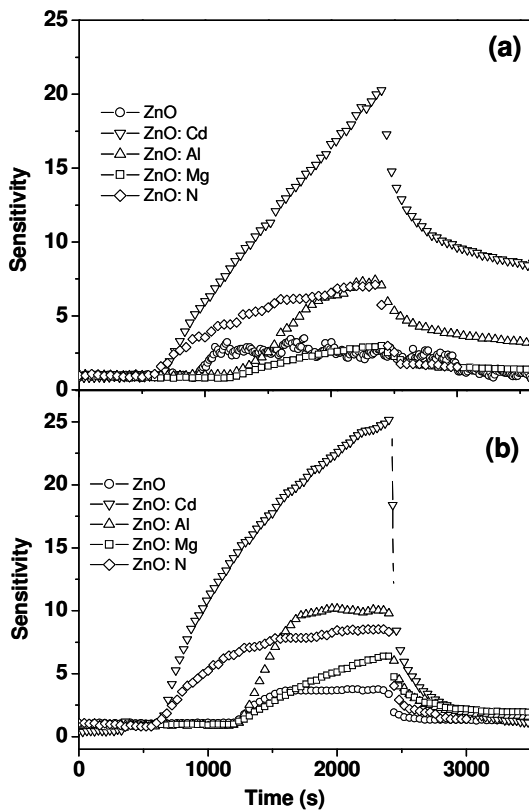 25
(a)
20
ZnO
ZnO: Cd
ZnO: Al
15
ZnO: Mg
ZnO: N
Sensitivity
10
5
0
25
(b)
20
ZnO
ZnO: Cd
ZnO: Al
15
ZnO: Mg
ZnO: N
Sensitivity
10
5
0
0 1000 2000 3000
Time (s)